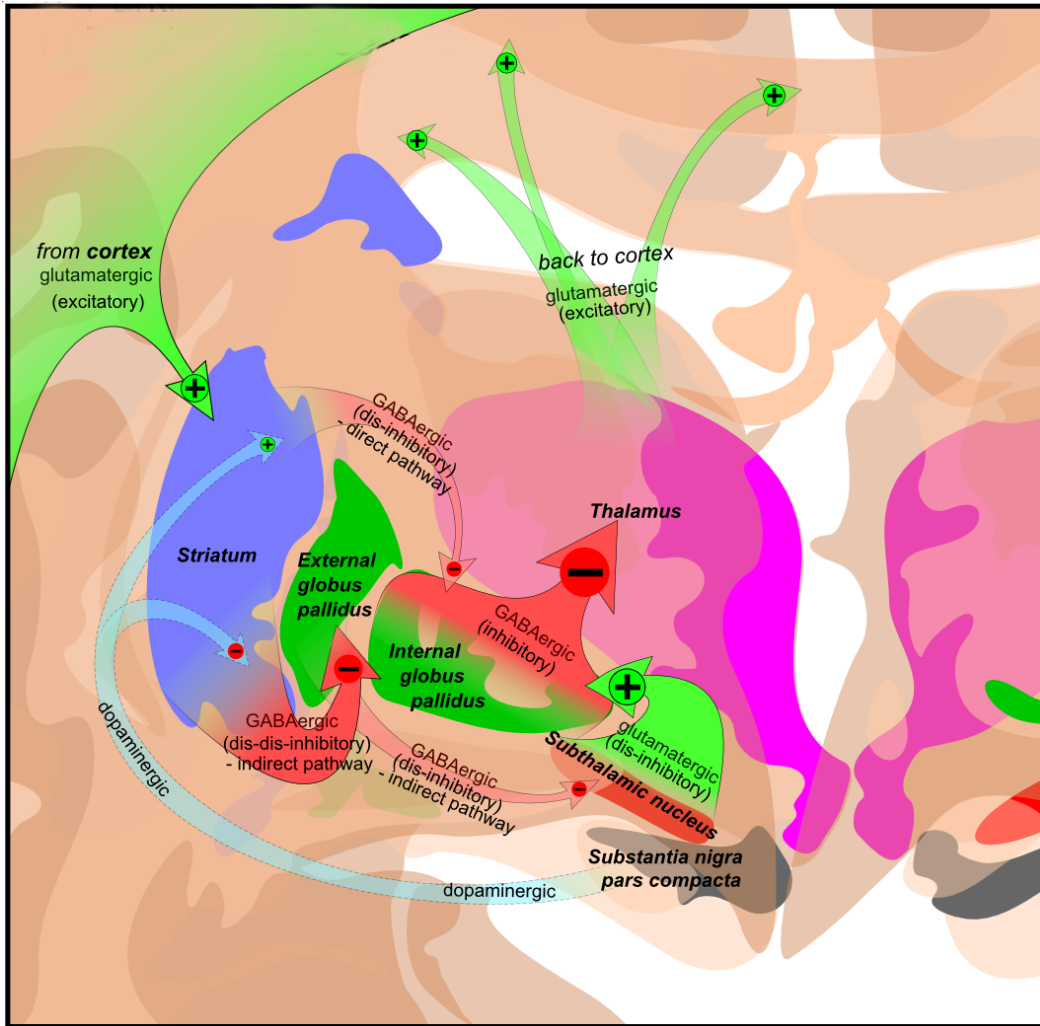 from cortex
glutamatergic
(excitatory)
back to cortex
glutamatergic
(excitatory)
GABAergic
(dis-inhibitory)
- direct pathway
Thalamus
Striatum
External
globus
pallidus
GABAergic
(inhibitory)
Internal
globus
pallidus
glutamatergic
(dis-inhibitory)
GABAergic
(dis-dis-inhibitory)
- indirect pathway
GABAergic
(dis-inhibitory)
- indirect pathway
Subthalamic nucleus
dopaminergic
Substantia nigra
pars compacta
dopaminergic